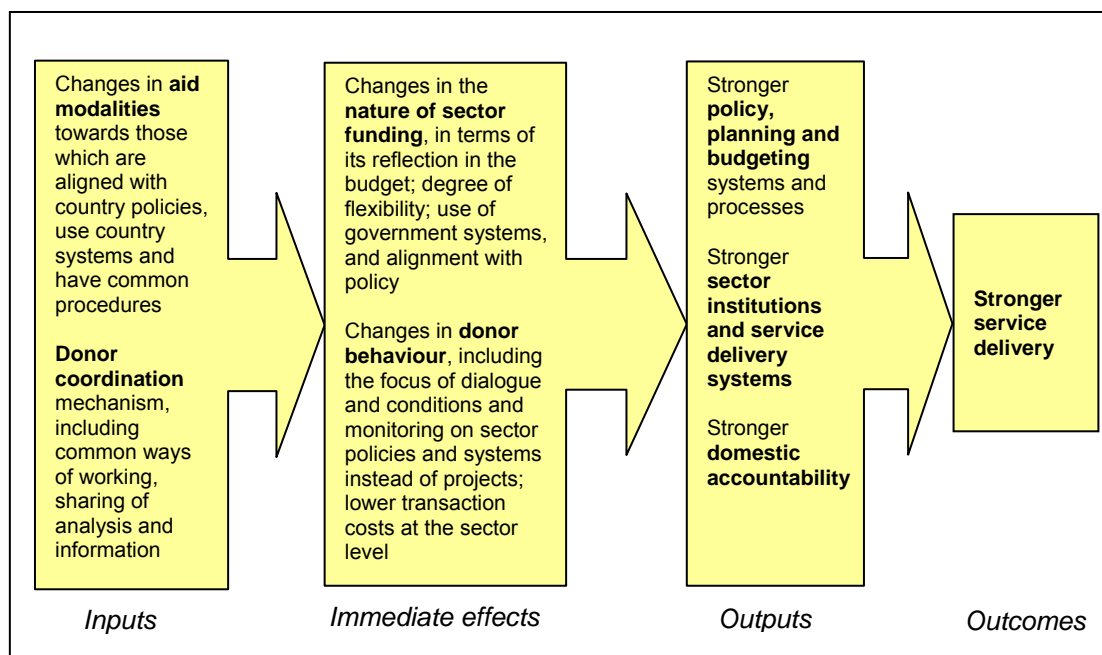 Changes in aid
modalities
towards those
which are
aligned with
country policies,
use country
systems and
have common
procedures
Donor
coordination
mechanism,
including
common ways
of working,
sharing of
analysis and
information
Changes in the
nature of sector
funding, in terms of
its reflection in the
budget; degree of
flexibility; use of
government systems,
and alignment with
policy
Changes in donor
behaviour, including
the focus of dialogue
and conditions and
monitoring on sector
policies and systems
instead of projects;
lower transaction
costs at the sector
level
Stronger
policy,
planning and
budgeting
systems and
processes
Stronger
sector
institutions
and service
delivery
systems
Stronger
domestic
accountability
Stronger
service
delivery
Inputs
Immediate effects
Outputs
Outcomes